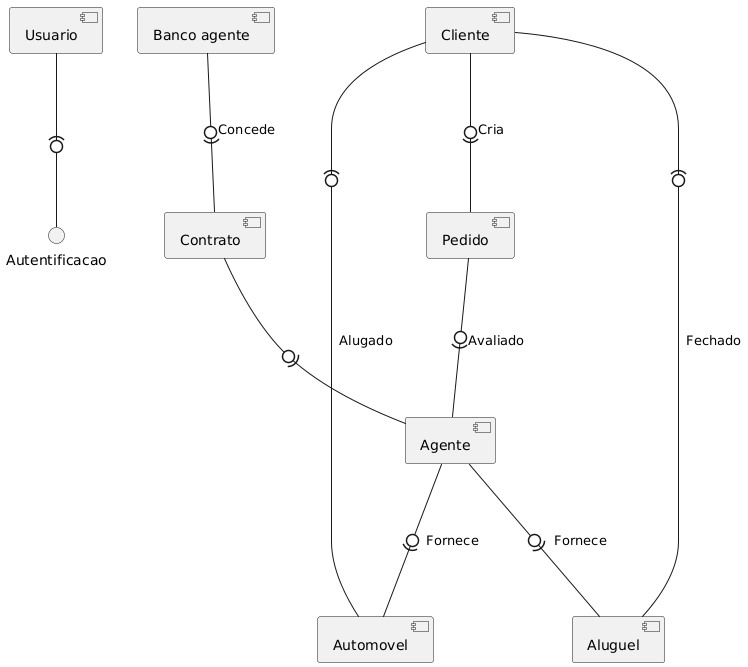 Usuario
Banco agente
Cliente
Concede
Cria
Contrato
Pedido
Autentificacao
Alugado
Avaliado
Fechado
Agente
Fornece
Fornece
Automovel
Aluguel